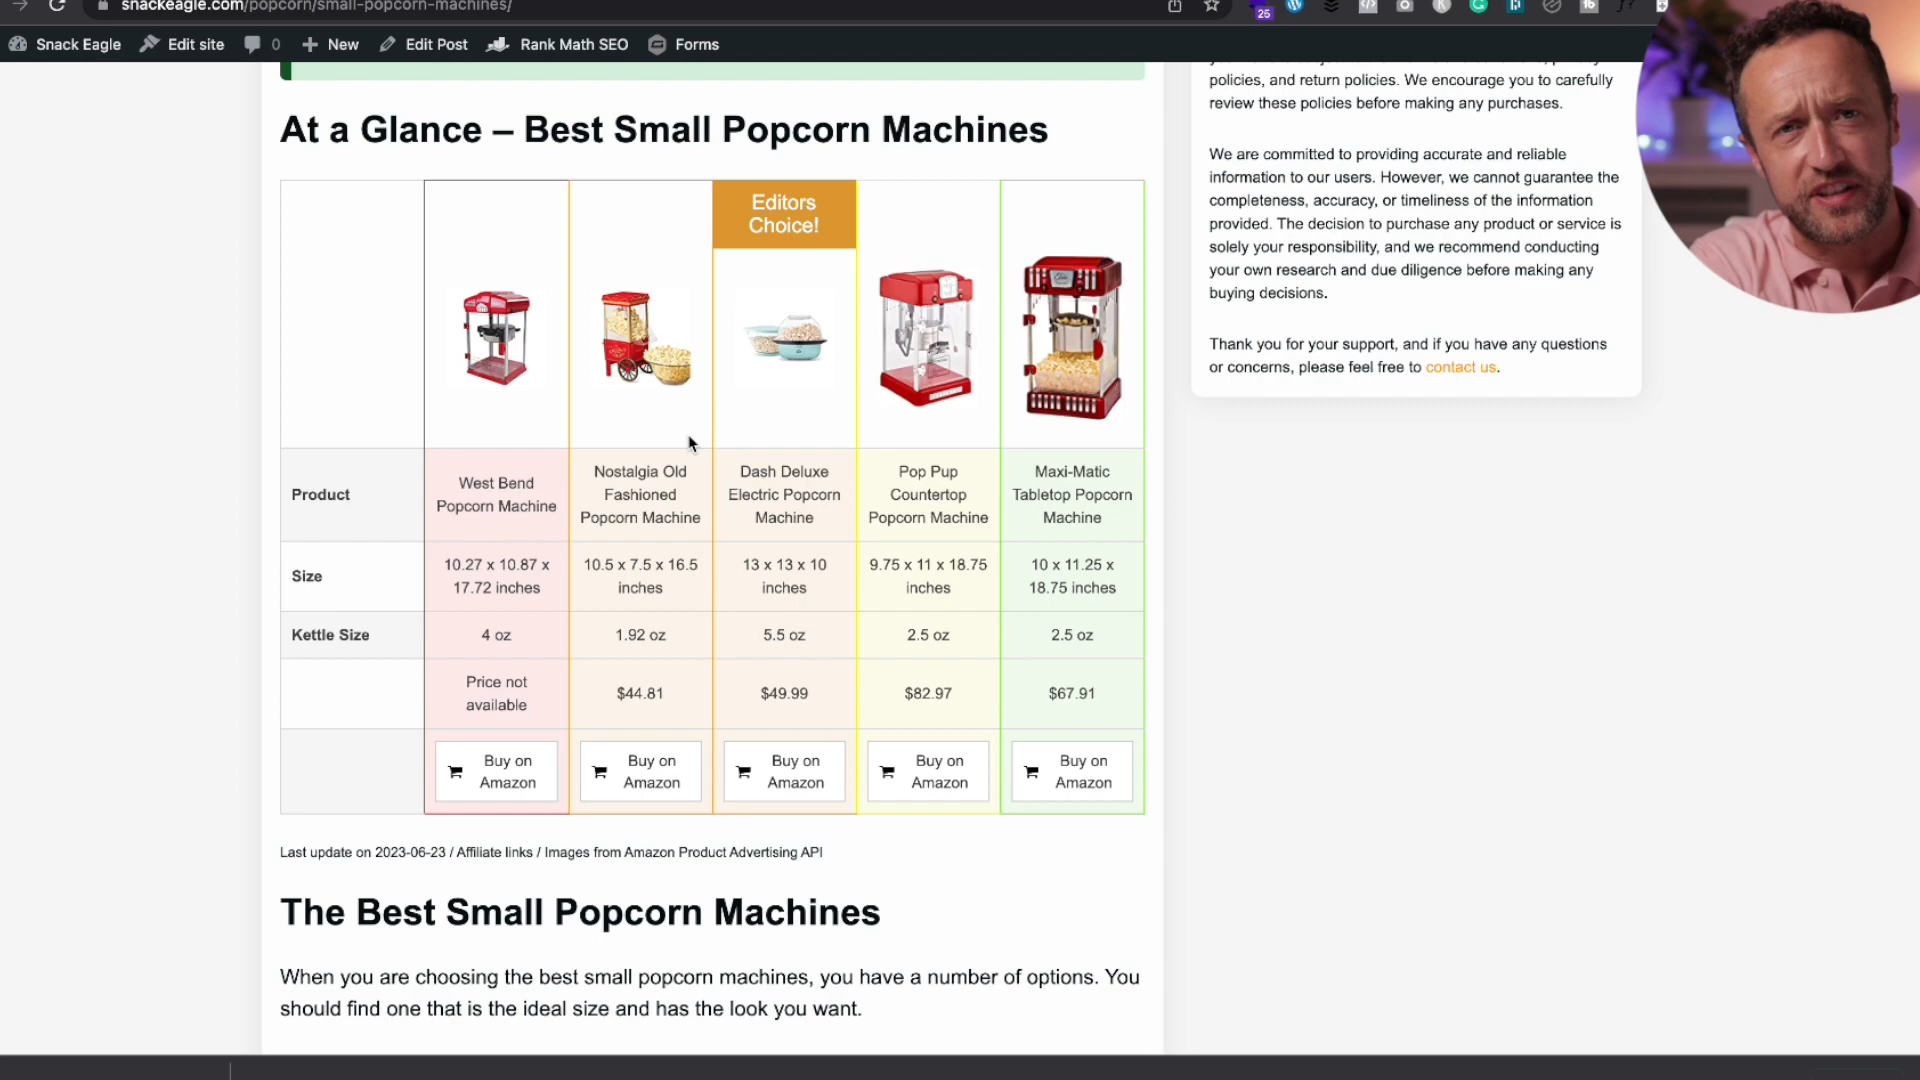 snackeagle.com/popcorn/small-popcorn-machines/
25
Snack Eagle
Edit site
0
New
Edit Post
Rank Math SEO
Forms
At a Glance – Best Small Popcorn Machines
Editors
Choice!
Product
West Bend
Popcorn Machine
Nostalgia Old
Fashioned
Popcorn Machine
Dash Deluxe
Electric Popcorn
Machine
Pop Pup
Countertop
Popcorn Machine
Maxi-Matic
Tabletop Popcorn
Machine
Size
10.27 x 10.87 x
17.72 inches
10.5 x 7.5 x 16.5
inches
13 x 13 x 10
inches
9.75 x 11 x 18.75
inches
10 x 11.25 x
18.75 inches
Kettle Size
4 oz
1.92 oz
5.5 oz
2.5 oz
2.5 oz
Price not
available
$44.81
$49.99
$82.97
$67.91
Buy on
Amazon
Buy on
Amazon
Buy on
Amazon
Buy on
Amazon
Buy on
Amazon
Last update on 2023-06-23 / Affiliate links / Images from Amazon Product Advertising API
The Best Small Popcorn Machines
When you are choosing the best small popcorn machines, you have a number of options. You
should find one that is the ideal size and has the look you want.
policies, and return policies. We encourage you to carefully
review these policies before making any purchases.
We are committed to providing accurate and reliable
information to our users. However, we cannot guarantee the
completeness, accuracy, or timeliness of the information
provided. The decision to purchase any product or service is
solely your responsibility, and we recommend conducting
your own research and due diligence before making any
buying decisions.
Thank you for your support, and if you have any questions
or concerns, please feel free to contact us.